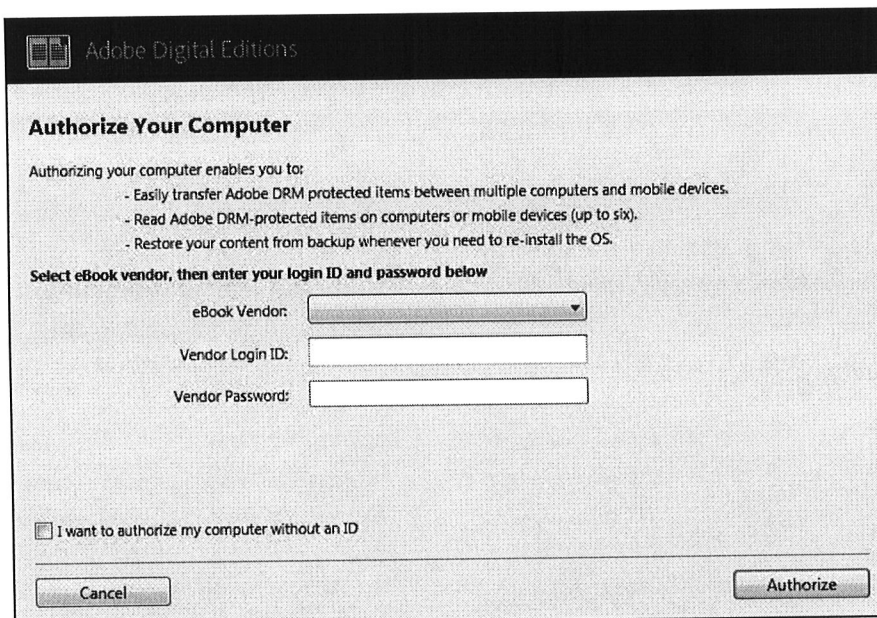 Adobe Digital Editions
Authorize Your Computer
Authorizing your computer enables you to:
- Easily transfer Adobe DRM protected items between multiple computers and mobile devices.
- Read Adobe DRM-protected items on computers or mobile devices (up to six).
- Restore your content from backup whenever you need to re-install the OS.
Select eBook vendor, then enter your login ID and password below
eBook Vendor:
Vendor Login ID:
Vendor Password:
I want to authorize my computer without an ID
Cancel
Authorize